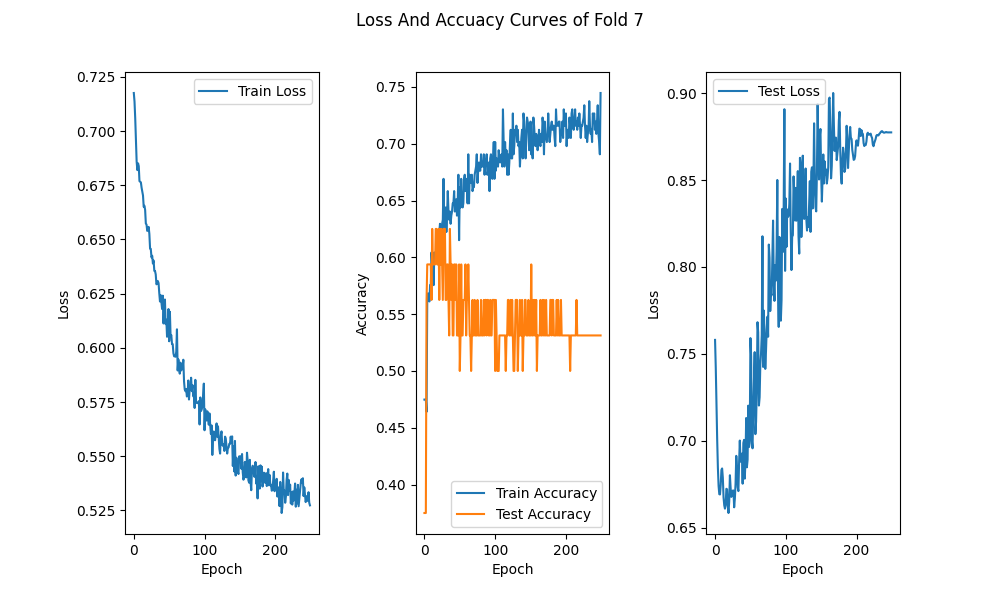 Loss And Accuacy Curves of Fold 7
0.725
0.700
0.675
0.650
0.625
0.600
0.575
0.550
0.525
Loss
Train Loss
0
100
200
Epoch
0.75
0.70
0.65
0.60
0.55
0.50
0.45
0.40
Accuracy
Train Accuracy
Test Accuracy
0
100
200
Epoch
0.90
0.85
0.80
0.75
0.70
0.65
Loss
Test Loss
0
100
200
Epoch